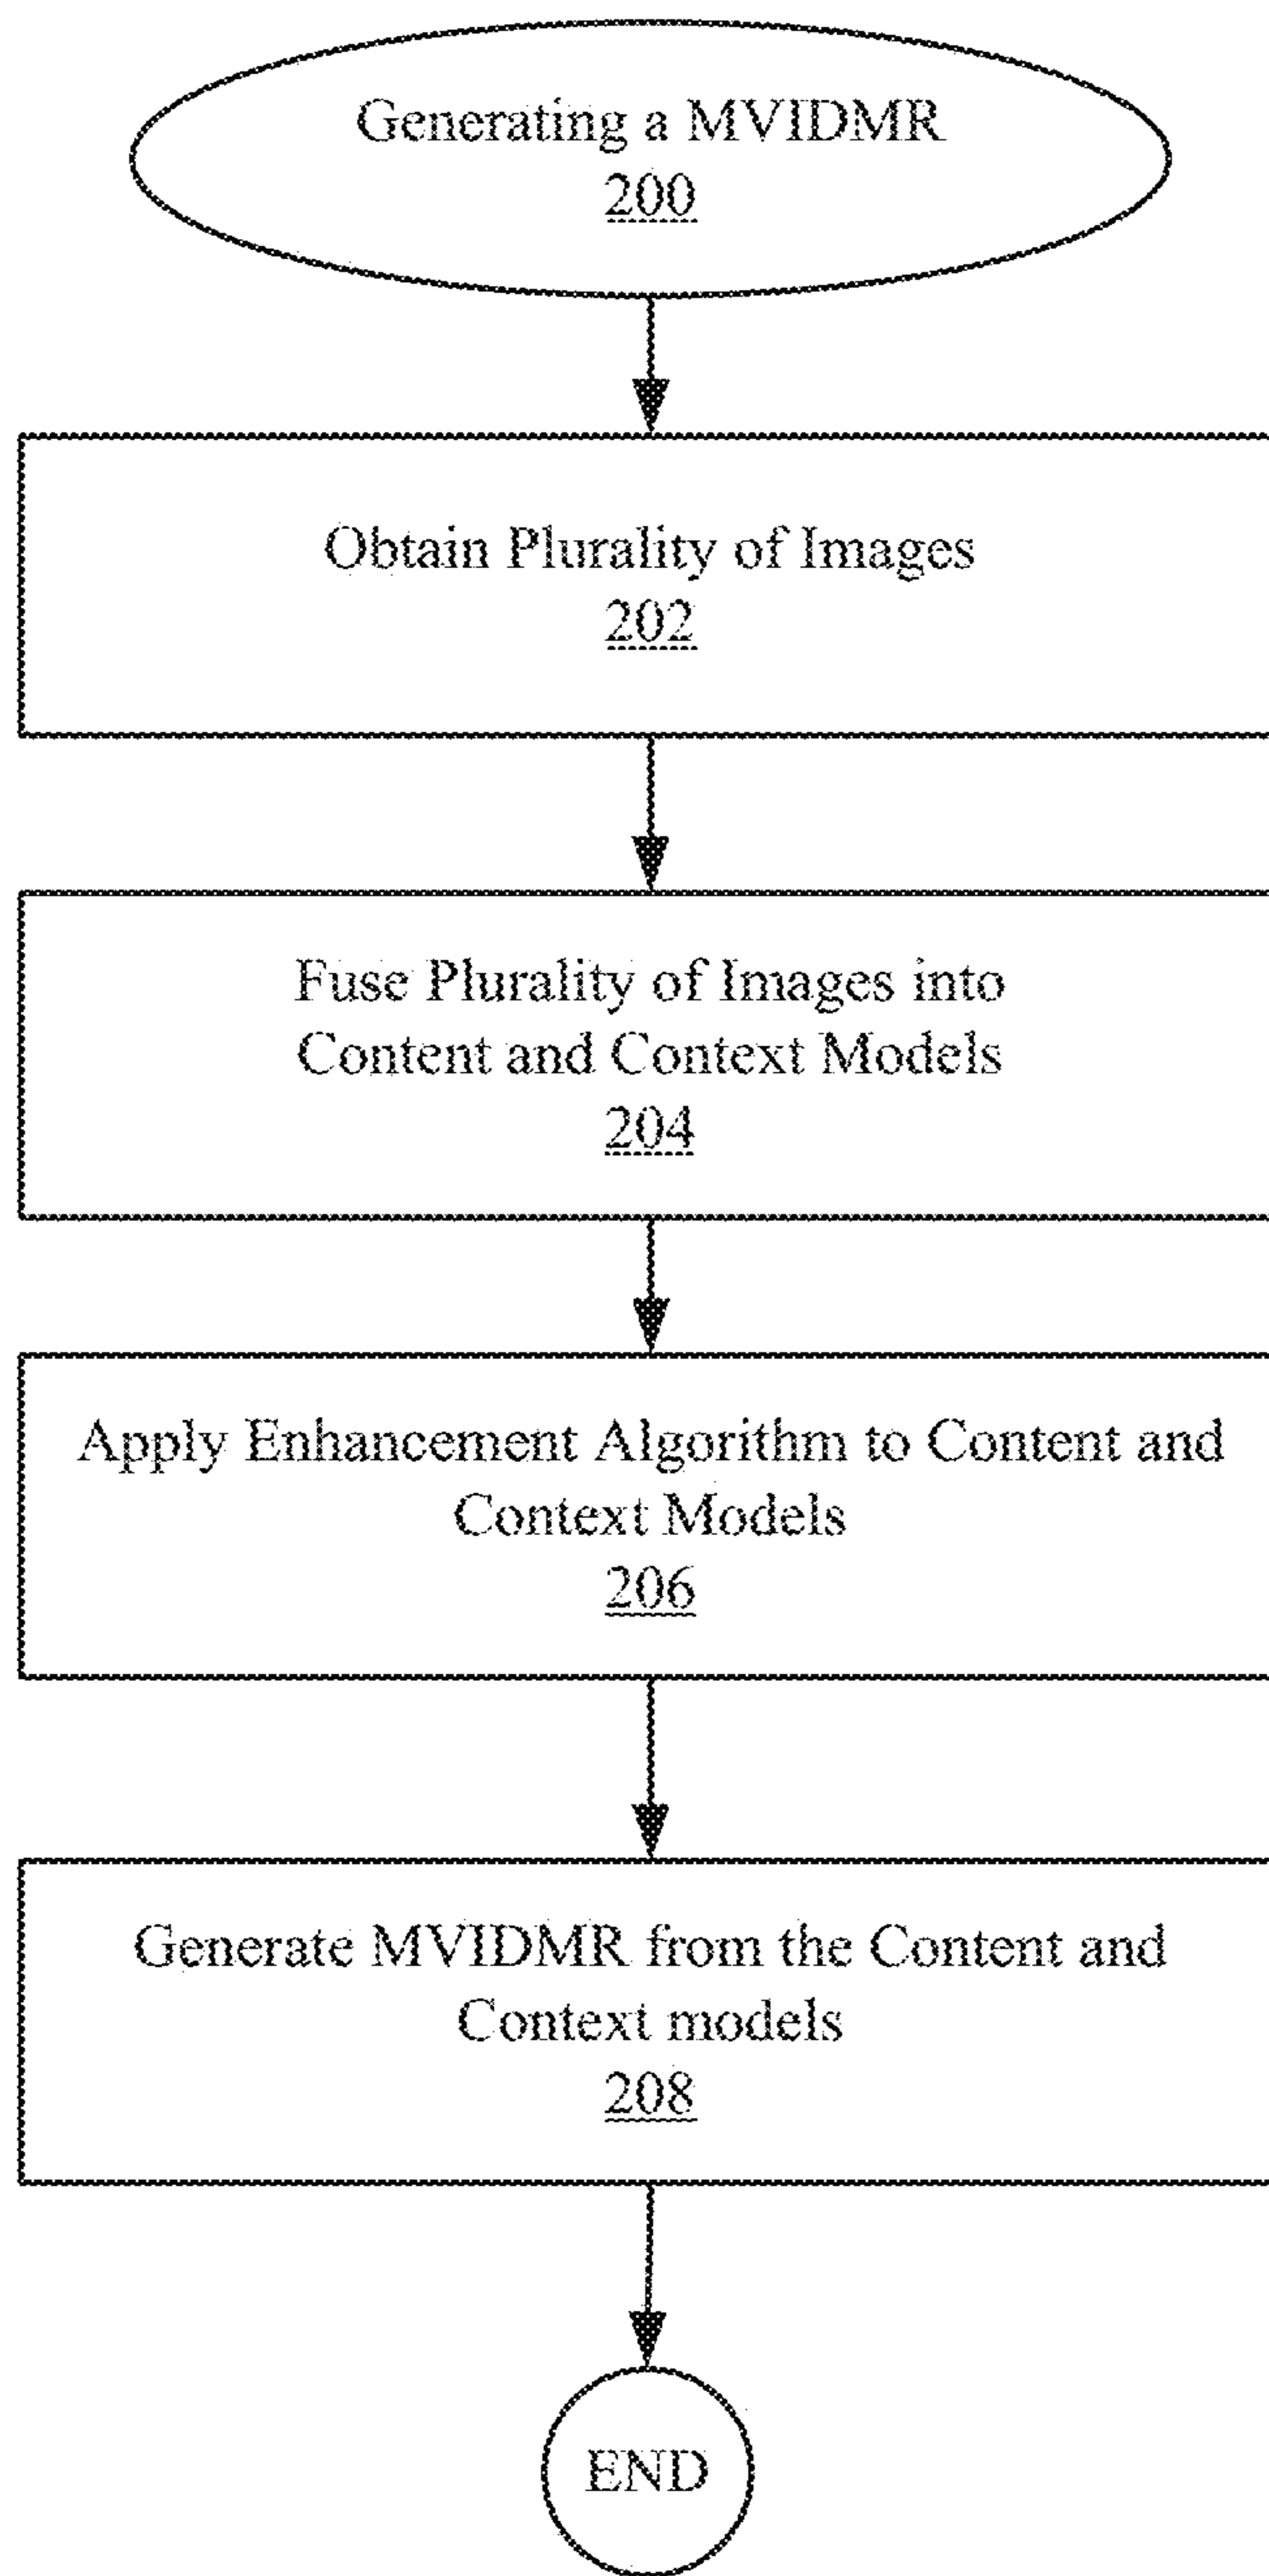 Generating a MVIDMR
200
Obtain Plurality of Images
202
Fuse Plurality of Images into
Content and Context Models
204
Apply Enhancement Algorithm to Content and
Context Models
206
Generate MVIDMR from the Content and
Context models
208
END